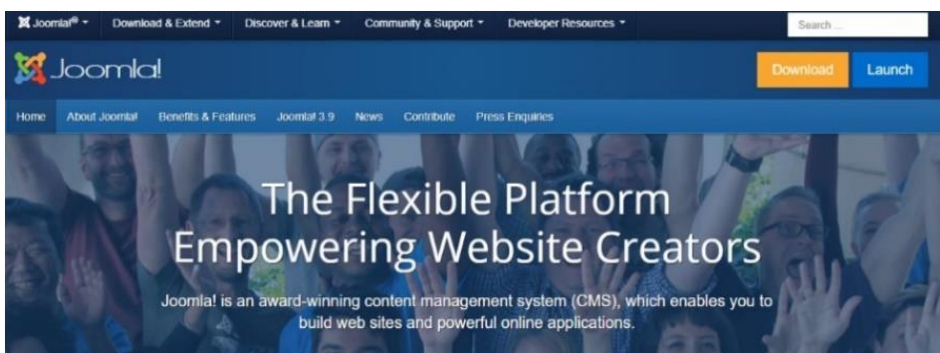 Joomla!® Download & Extend Discover & Learn Community & Support Developer Resources Search ...
Joomla! Download Launch
Home About Joomla! Benefits & Features Joomla! 3.9 News Contribute Press Enquiries
The Flexible Platform
Empowering Website Creators
Joomla! is an award-winning content management system (CMS), which enables you to
build web sites and powerful online applications.